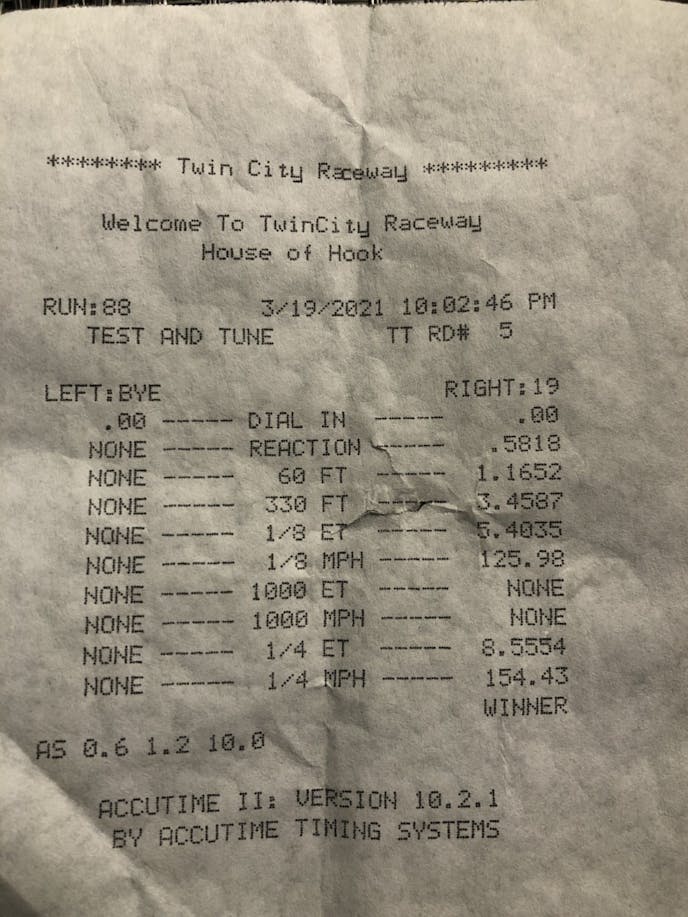 ******** Twin City Raceway *********
Welcome To TwinCity Raceway
House of Hook
RUN:88 3/19/2021 10:02:46 PM
TEST AND TUNE TT RD# 5
LEFT:BYE RIGHT:19
.00 ----- DIAL IN ----- .00
NONE ----- REACTION ----- .5818
NONE ----- 60 FT ----- 1.1652
NONE ----- 330 FT ----- 3.4587
NONE ----- 1/8 ET ----- 5.4035
NONE ----- 1/8 MPH ----- 125.98
NONE ----- 1000 ET ----- NONE
NONE ----- 1000 MPH ----- NONE
NONE ----- 1/4 ET ----- 8.5554
NONE ----- 1/4 MPH ----- 154.43
WINNER
AS 0.6 1.2 10.0
ACCUTIME II: VERSION 10.2.1
BY ACCUTIME TIMING SYSTEMS